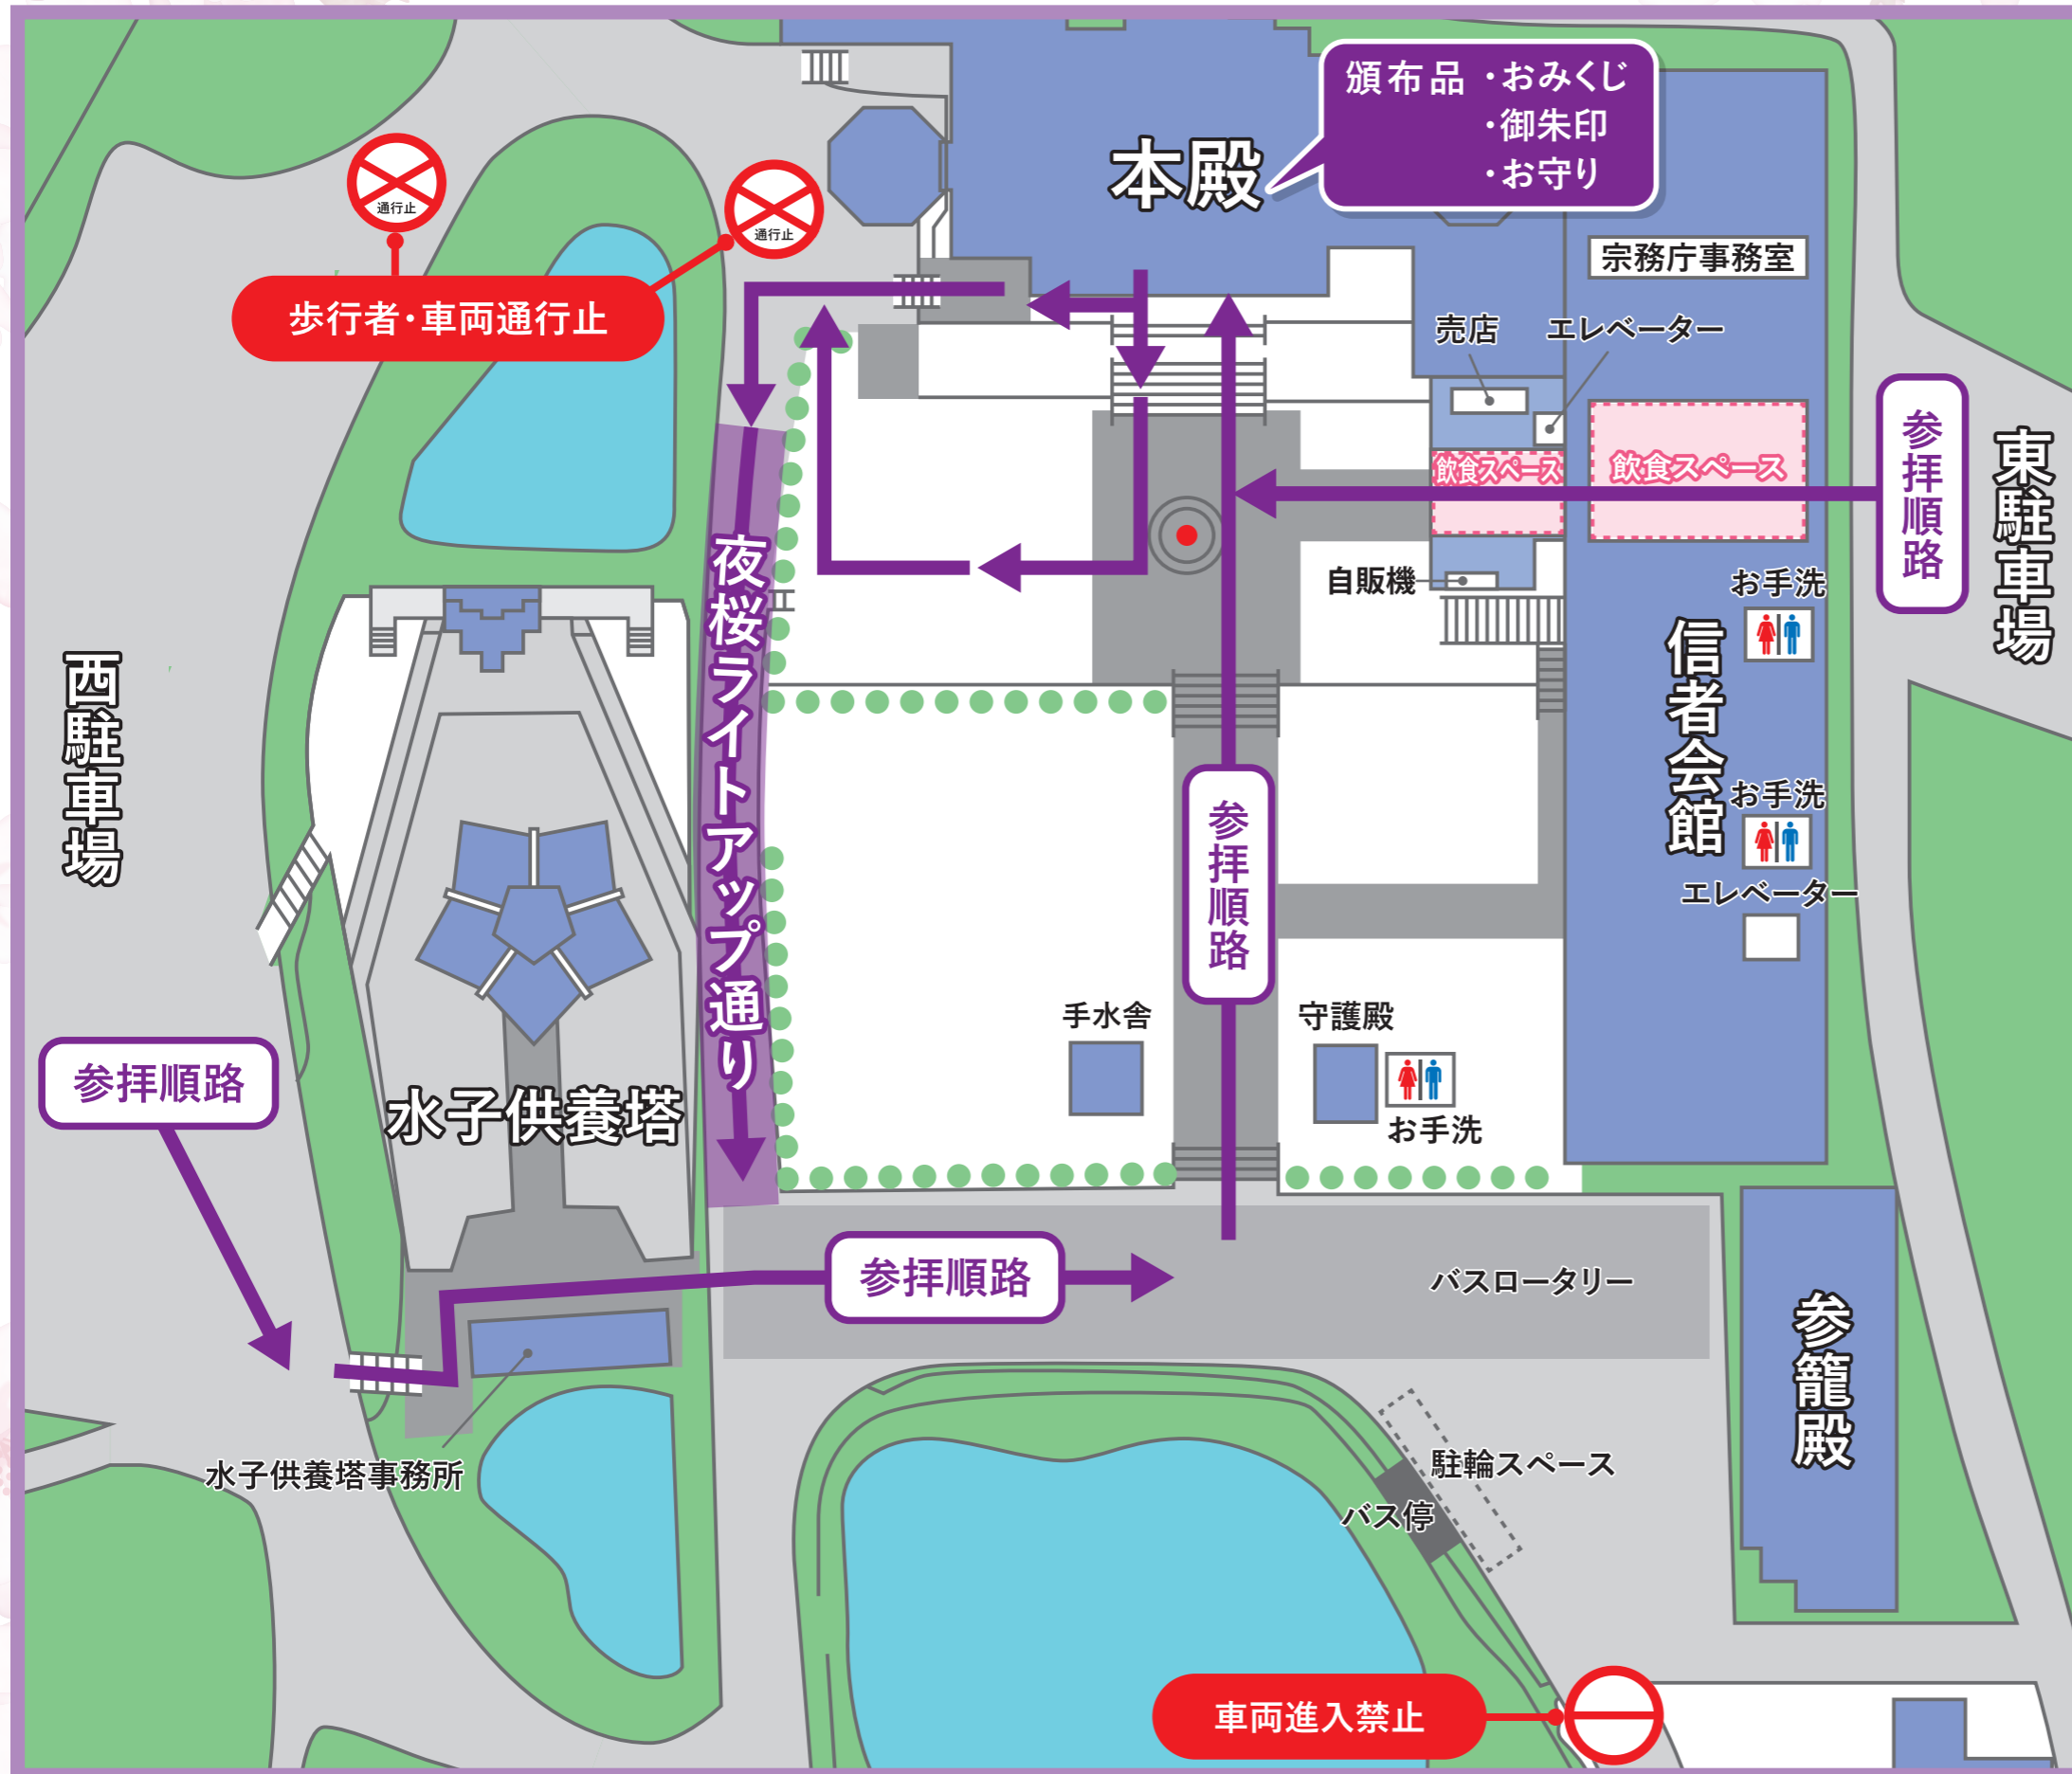 頒布品 ・おみくじ
・御朱印
・お守り
本殿
通行止
通行止
歩行者・車両通行止
宗務庁事務室
売店
エレベーター
飲食スペース
飲食スペース
参拝順路
東駐車場
自販機
お手洗
信者会館
お手洗
エレベーター
夜桜ライトアップ通り
西駐車場
参拝順路
手水舎
守護殿
お手洗
参拝順路
水子供養塔
参拝順路
バスロータリー
参籠殿
水子供養塔事務所
駐輪スペース
バス停
車両進入禁止